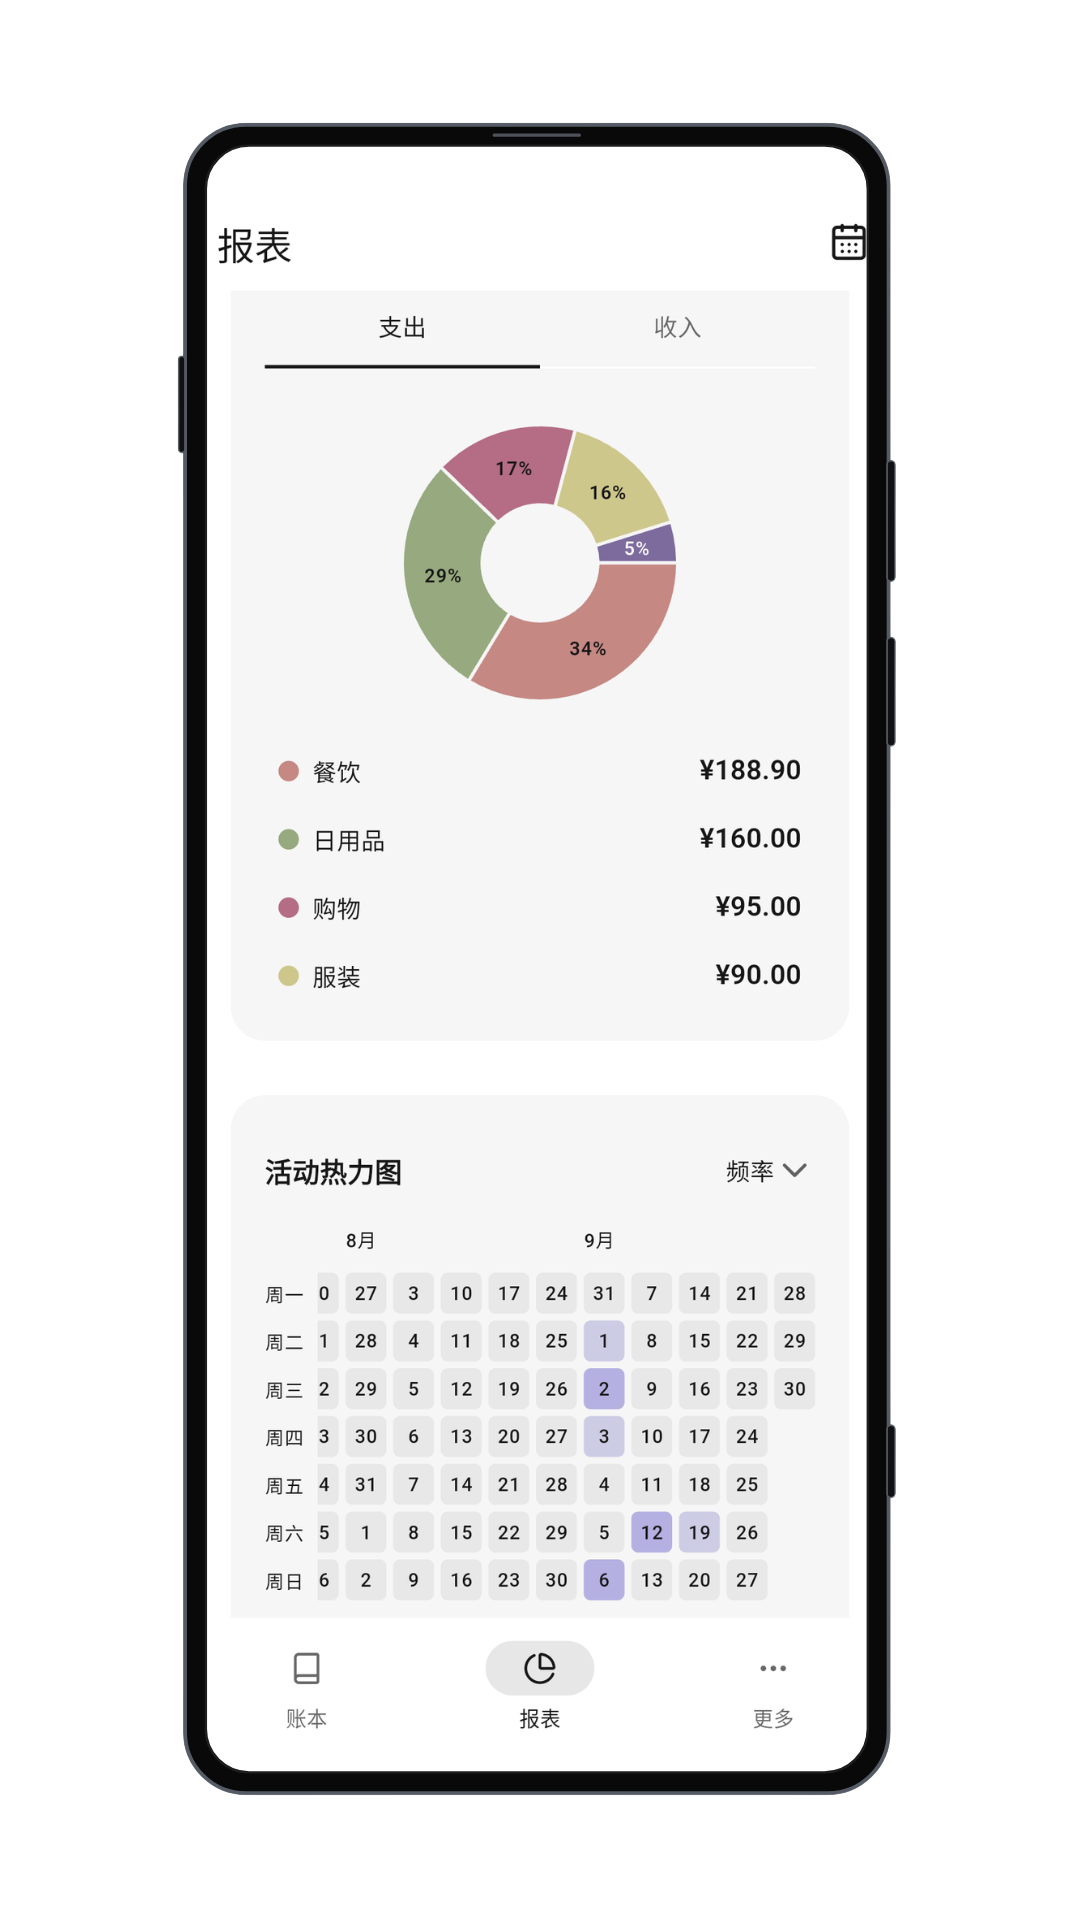 报表
支出 收入
17%
16%
5%
29%
34%
餐饮 ¥188.90
日用品 ¥160.00
购物 ¥95.00
服装 ¥90.00
活动热力图 频率
8月 9月
周一 0 27 3 10 17 24 31 7 14 21 28
周二 1 28 4 11 18 25 1 8 15 22 29
周三 2 29 5 12 19 26 2 9 16 23 30
周四 3 30 6 13 20 27 3 10 17 24
周五 4 31 7 14 21 28 4 11 18 25
周六 5 1 8 15 22 29 5 12 19 26
周日 6 2 9 16 23 30 6 13 20 27
账本 报表 更多